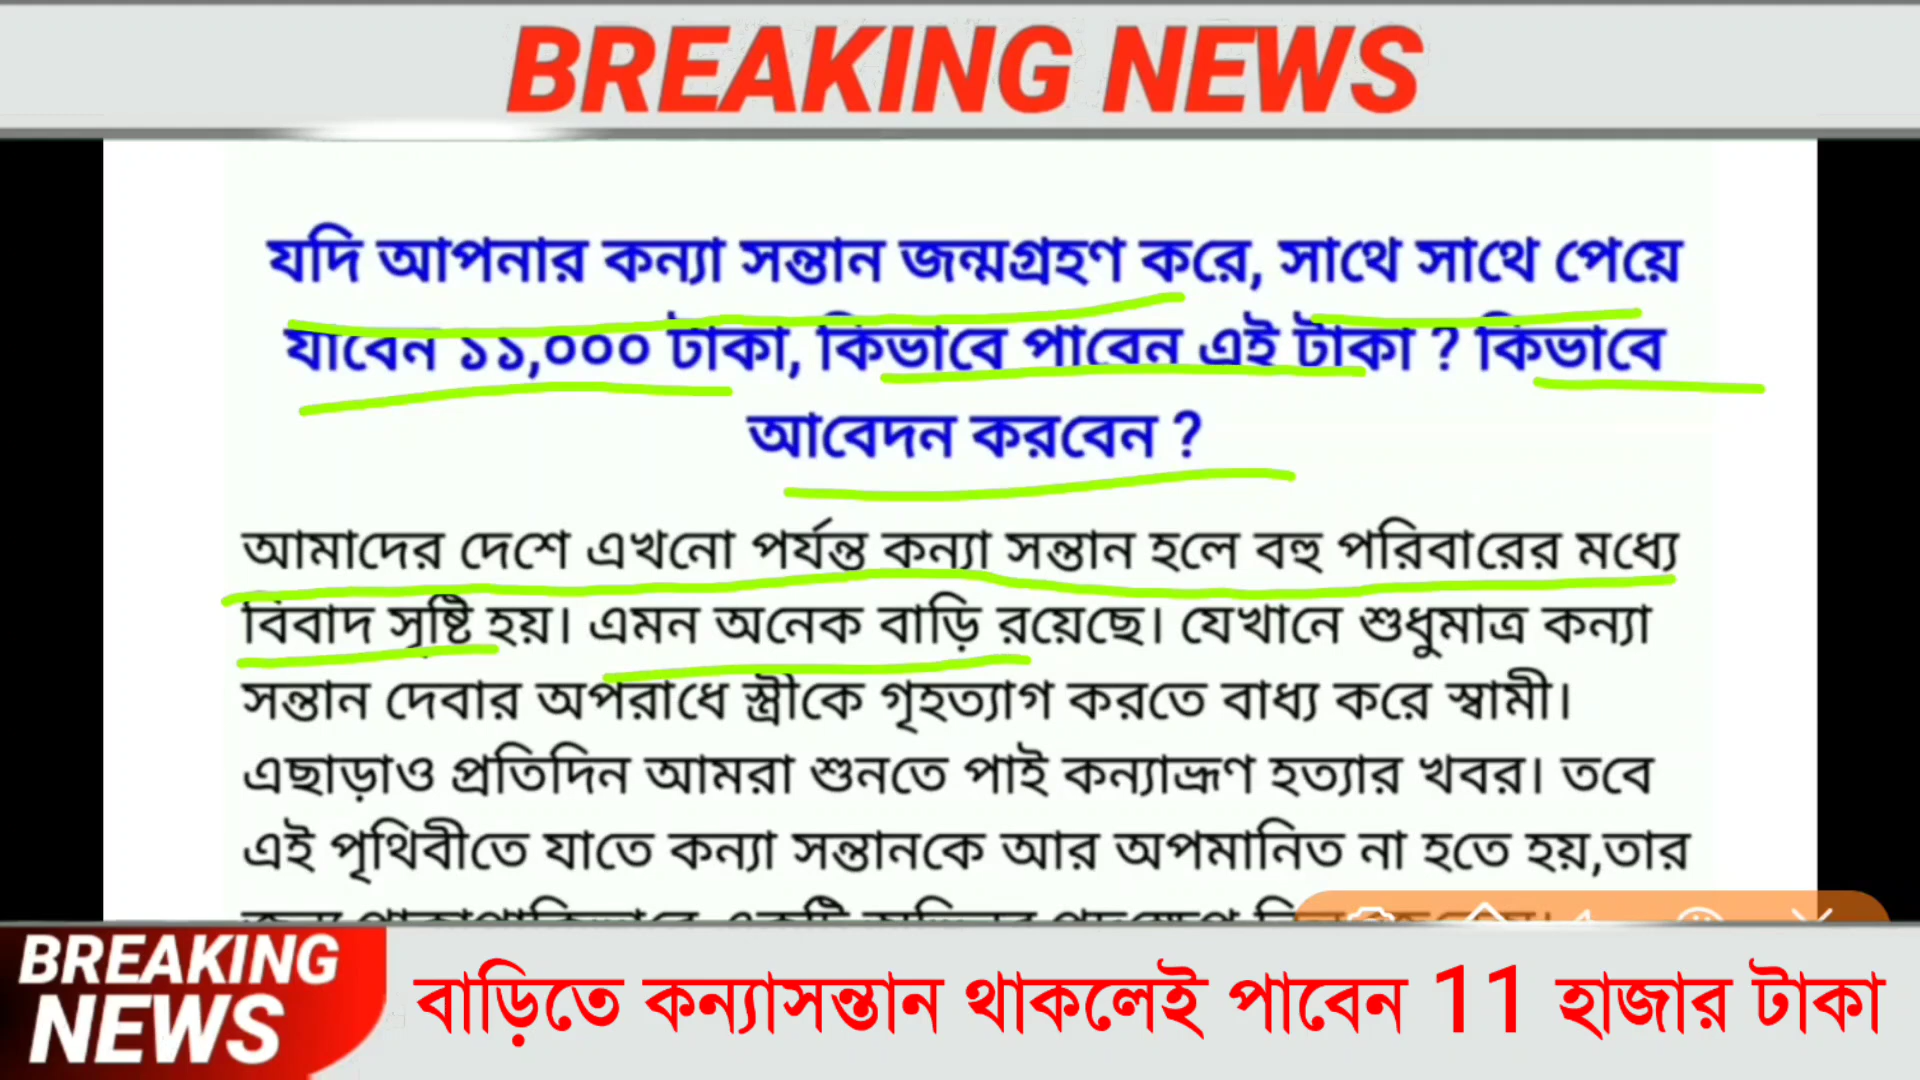 BREAKING NEWS
যদি আপনার কন্যা সন্তান জন্মগ্রহণ করে, সাথে সাথে পেয়ে
যাবেন ১১,০০০ টাকা, কিভাবে পাবেন এই টাকা ? কিভাবে
আবেদন করবেন ?
আমাদের দেশে এখনো পর্যন্ত কন্যা সন্তান হলে বহু পরিবারের মধ্যে
বিবাদ সৃষ্টি হয়। এমন অনেক বাড়ি রয়েছে। যেখানে শুধুমাত্র কন্যা
সন্তান দেবার অপরাধে স্ত্রীকে গৃহত্যাগ করতে বাধ্য করে স্বামী।
এছাড়াও প্রতিদিন আমরা শুনতে পাই কন্যাভ্রূণ হত্যার খবর। তবে
এই পৃথিবীতে যাতে কন্যা সন্তানকে আর অপমানিত না হতে হয়,তার
BREAKING
NEWS
বাড়িতে কন্যাসন্তান থাকলেই পাবেন 11 হাজার টাকা